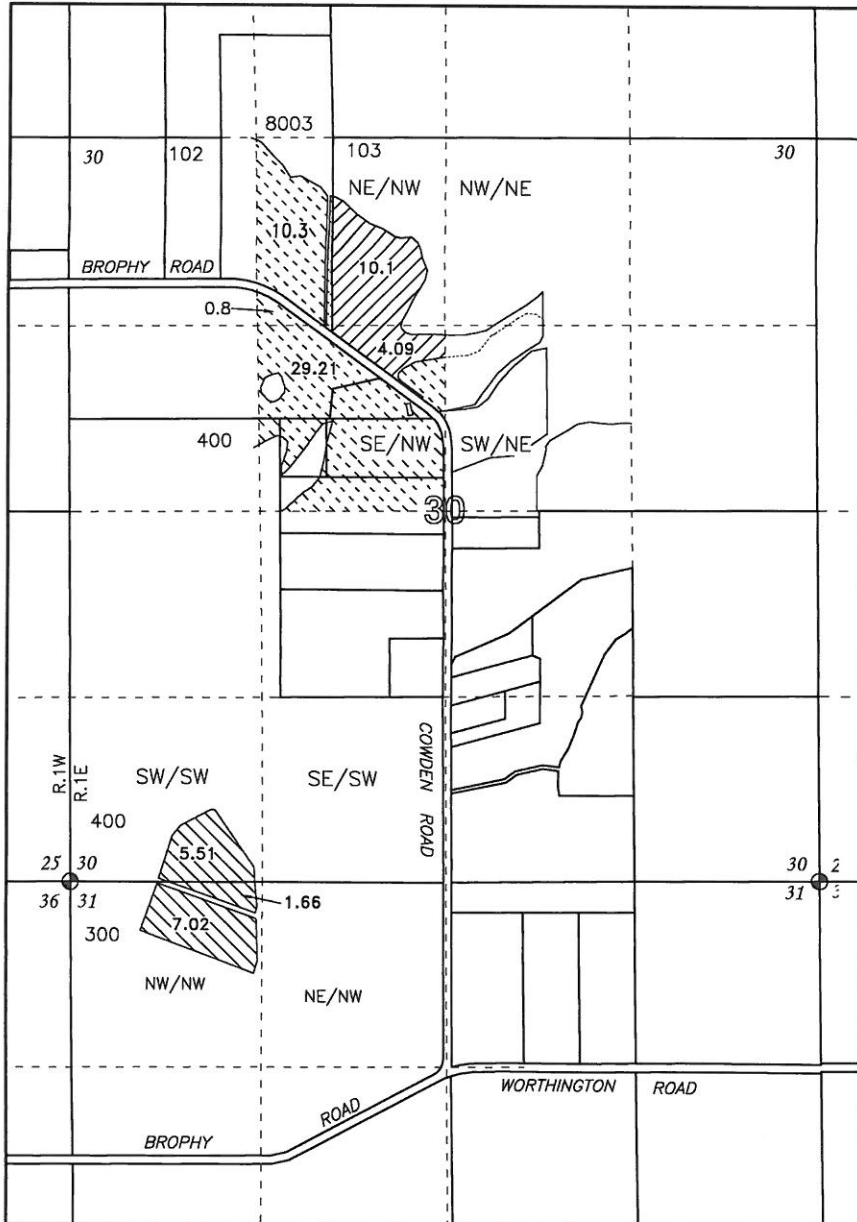 8003
30 102 103 30
NE/NW NW/NE
10.3
10.1
BROPHY ROAD
0.8
4.09
29.21
400 SE/NW SW/NE
30
COWDEN ROAD
R.1W
R.1E
SW/SW SE/SW
400
5.51
25 30
30 2
36 31
31
1.66
7.02
300
NW/NW
NE/NW
WORTHINGTON ROAD
BROPHY ROAD